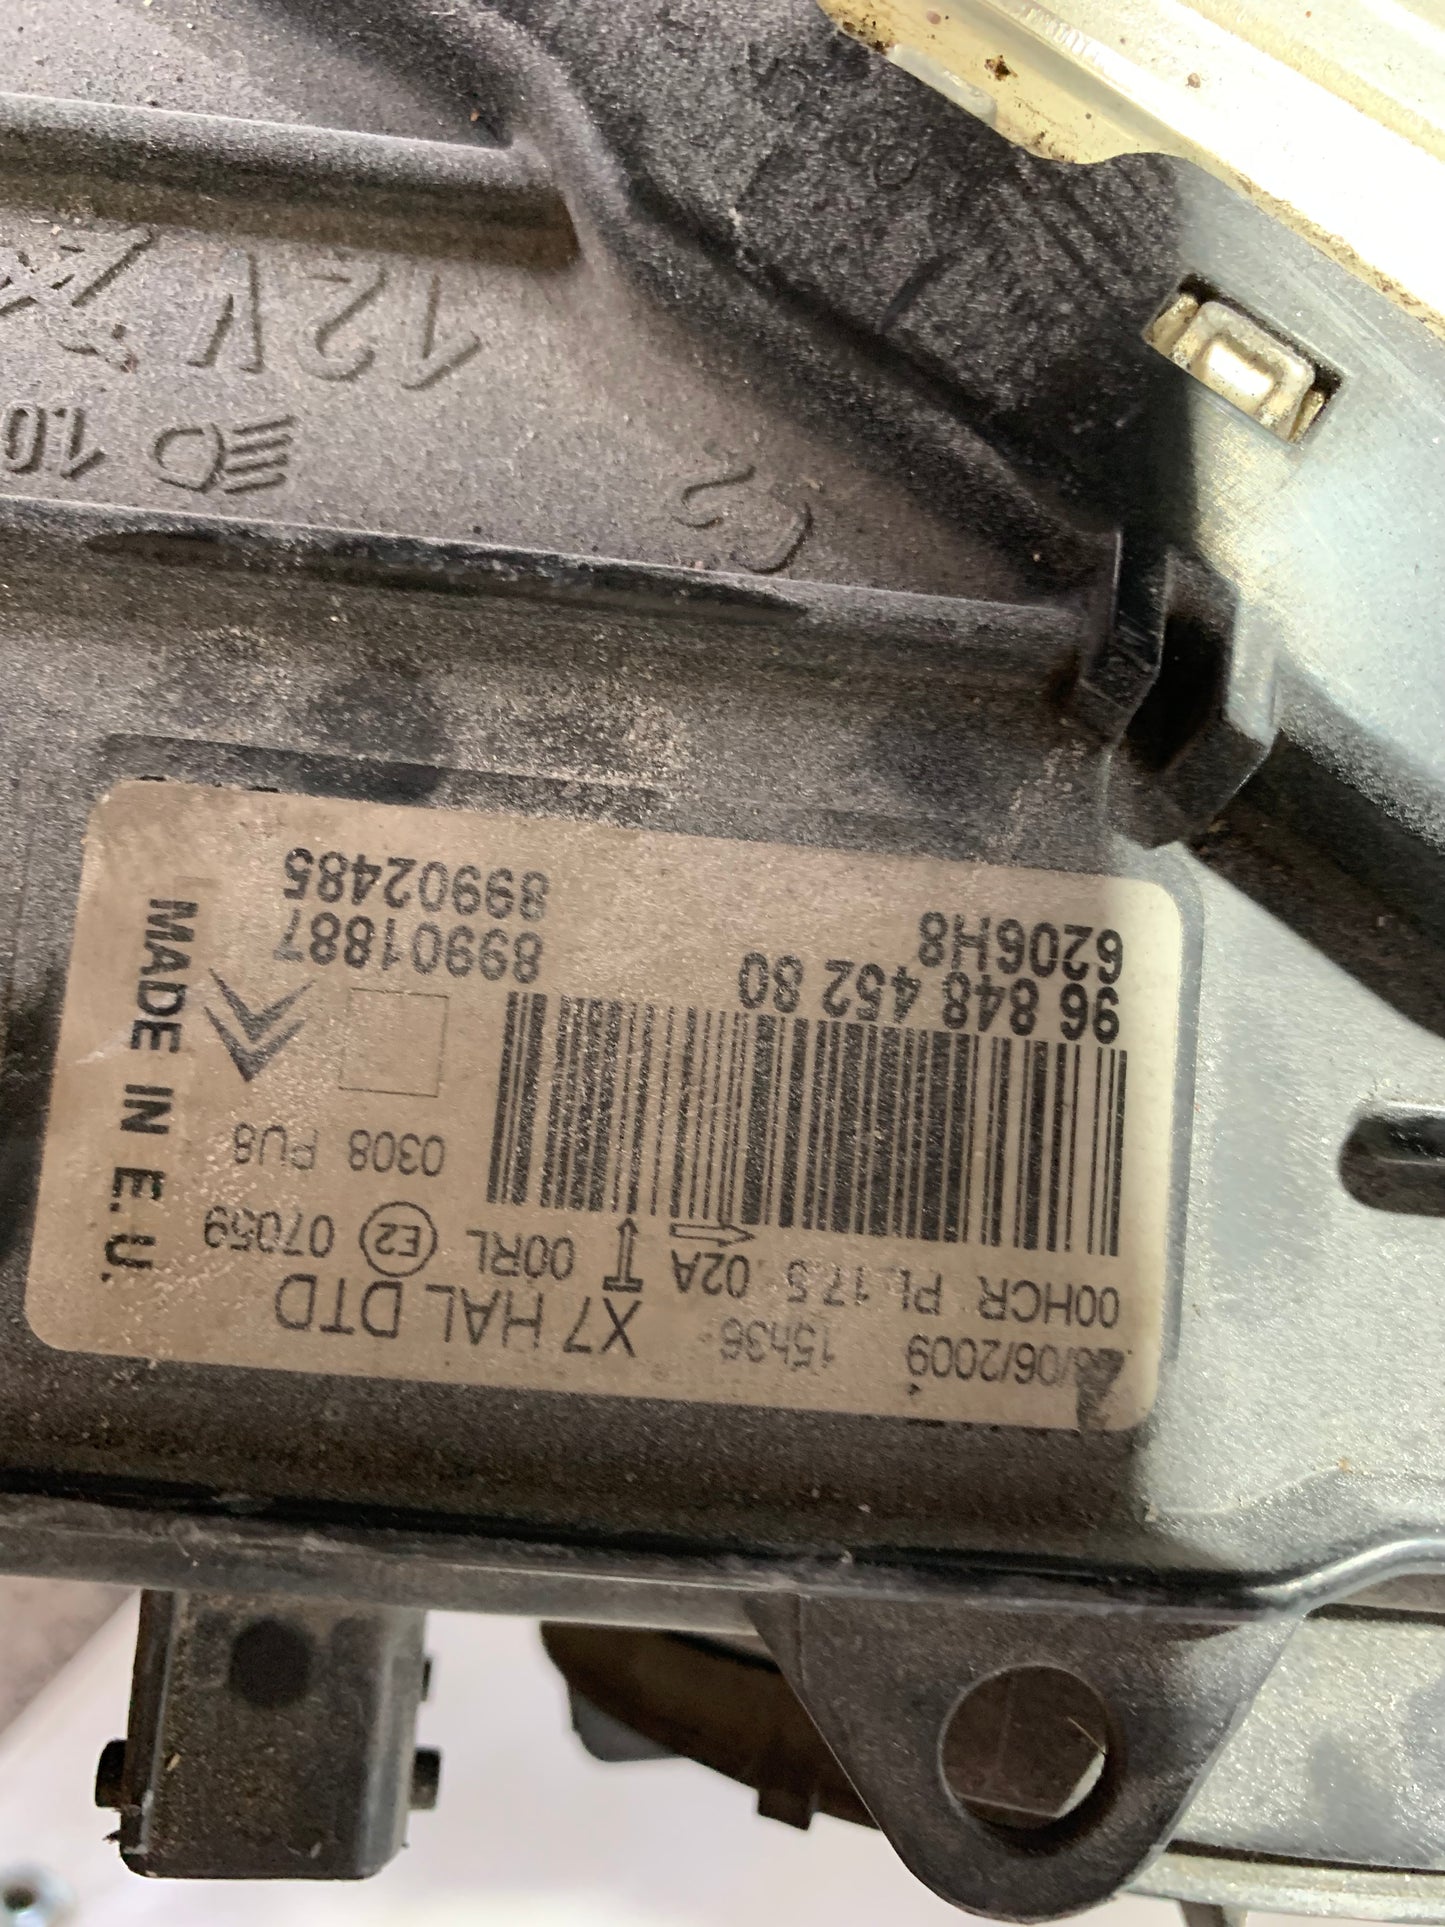 /06/2009 15h36
X7 HAL DTD
00HCR PL 17.5 02A 00RL E2 07059
0308 PU8
96 848 452 80
6206H8
89901887
89902485
MADE IN E.U.
12V